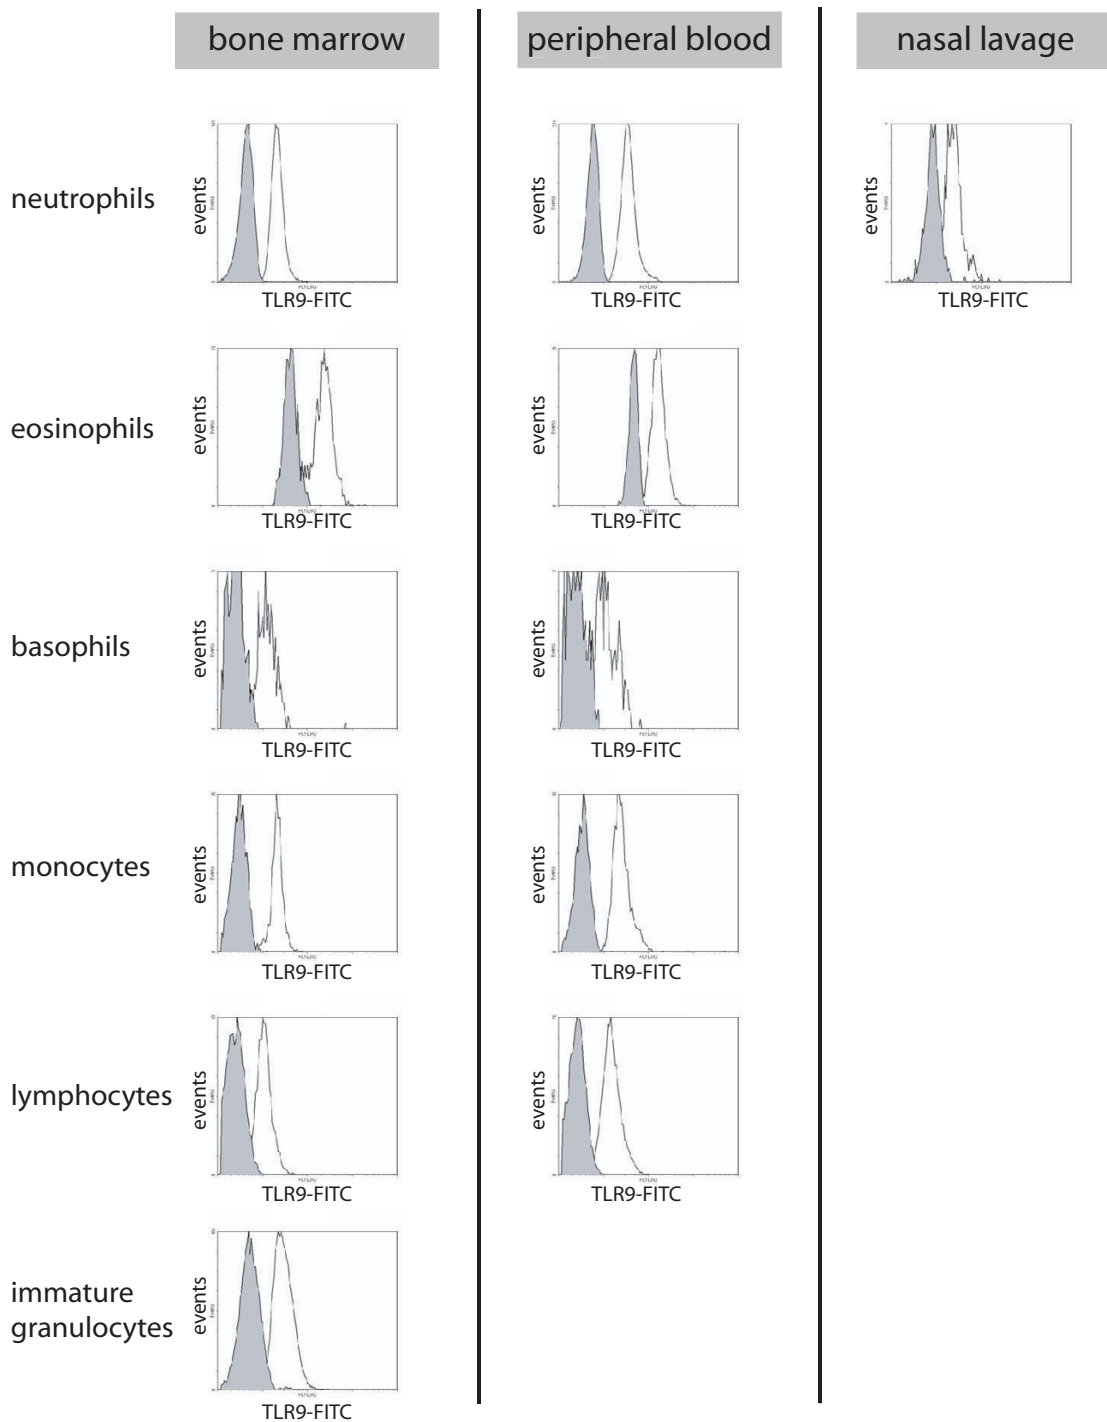 bone marrow
peripheral blood
nasal lavage
neutrophils
events
TLR9-FITC
events
TLR9-FITC
events
TLR9-FITC
eosinophils
events
TLR9-FITC
events
TLR9-FITC
basophils
events
TLR9-FITC
events
TLR9-FITC
monocytes
events
TLR9-FITC
events
TLR9-FITC
lymphocytes
events
TLR9-FITC
events
TLR9-FITC
immature
granulocytes
events
TLR9-FITC